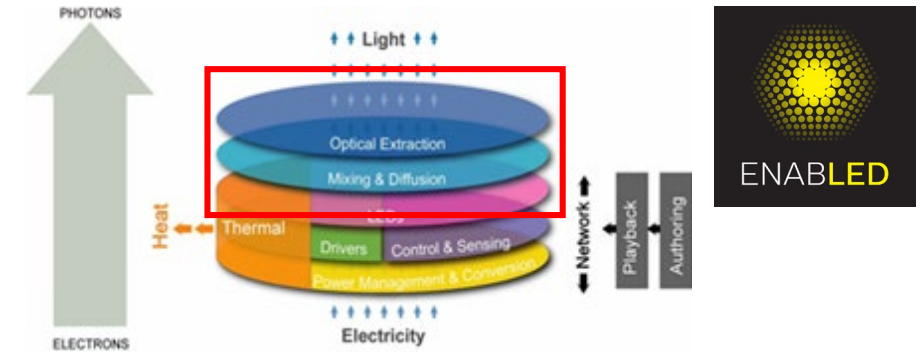 PHOTONS
Light
Optical Extraction
Mixing & Diffusion
LEDs
Thermal
Heat
Drivers
Control & Sensing
Power Management & Conversion
Electricity
ELECTRONS
Network
Playback
Authoring
ENABLED